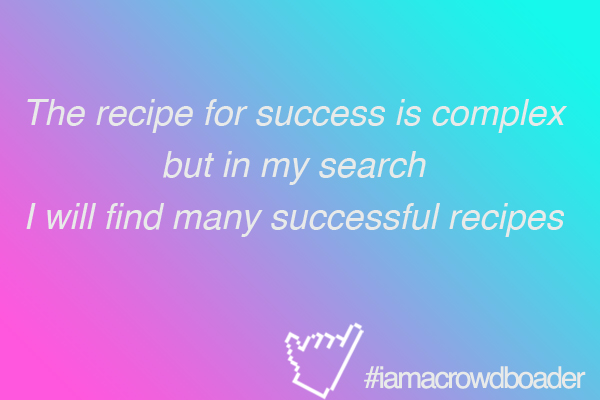 The recipe for success is complex
but in my search
I will find many successful recipes
#iamacrowdboader